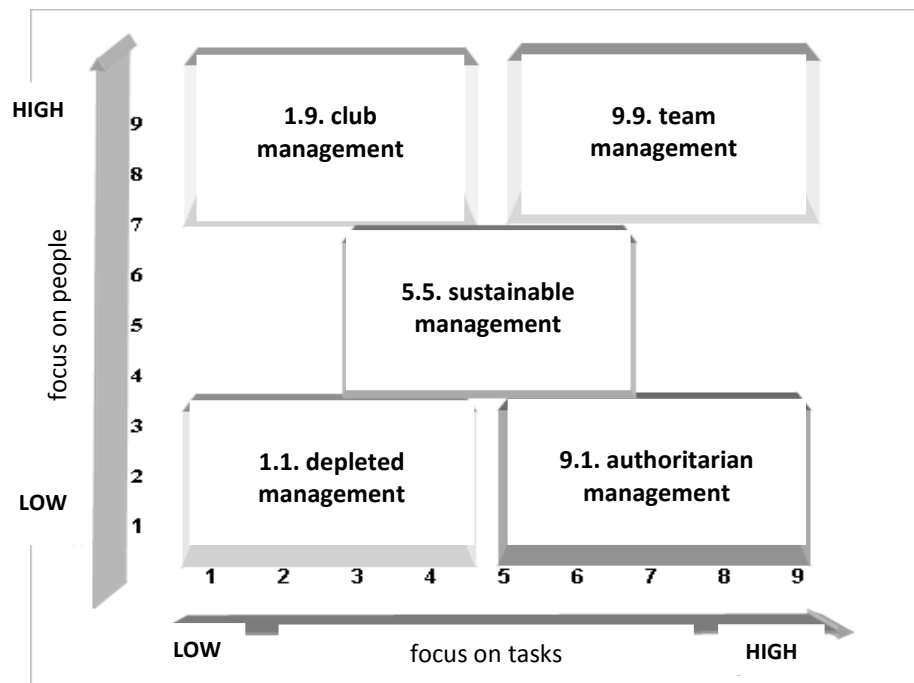 HIGH
9
8
7
6
5
4
3
2
1
LOW
focus on people
1.9. club
management
9.9. team
management
5.5. sustainable
management
1.1. depleted
management
9.1. authoritarian
management
1 2 3 4 5 6 7 8 9
LOW
focus on tasks
HIGH